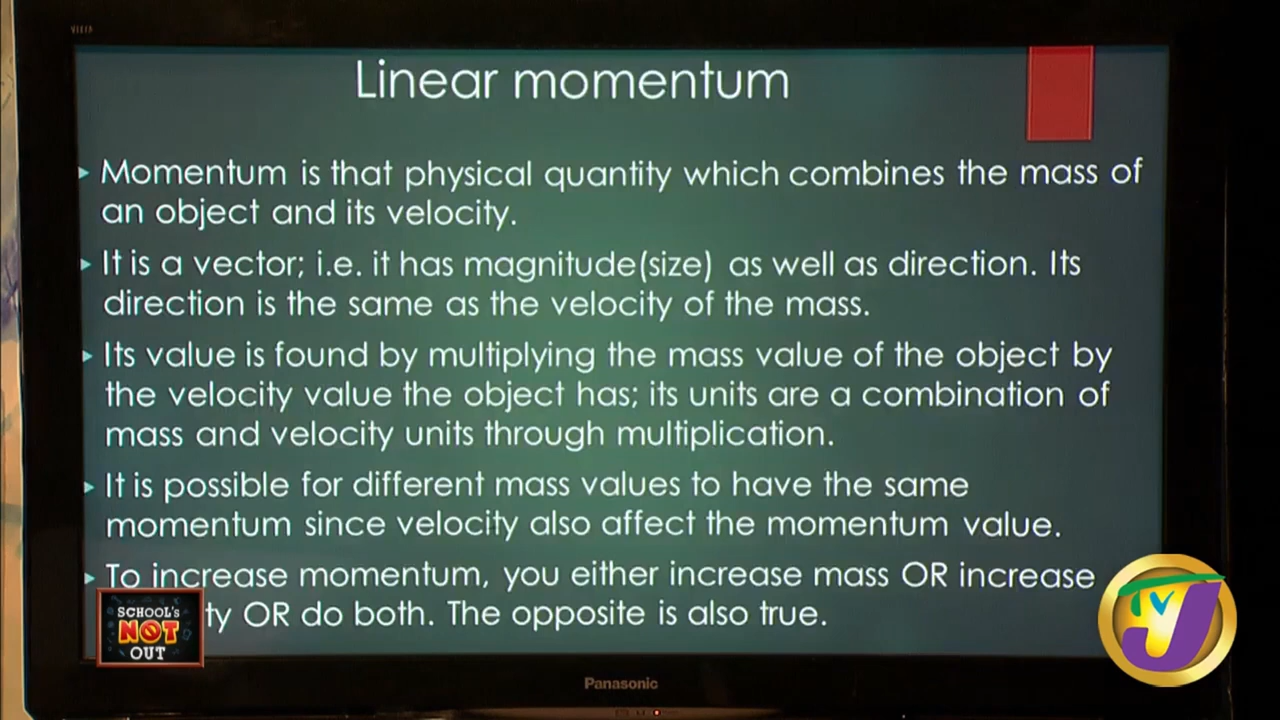 VIERA
Linear momentum
Momentum is that physical quantity which combines the mass of
an object and its velocity.
It is a vector; i.e. it has magnitude(size) as well as direction. Its
direction is the same as the velocity of the mass.
Its value is found by multiplying the mass value of the object by
the velocity value the object has; its units are a combination of
mass and velocity units through multiplication.
It is possible for different mass values to have the same
momentum since velocity also affect the momentum value.
To increase momentum, you either increase mass OR increase
ty OR do both. The opposite is also true.
SCHOOL'S
NOT
OUT
TVJ
Panasonic